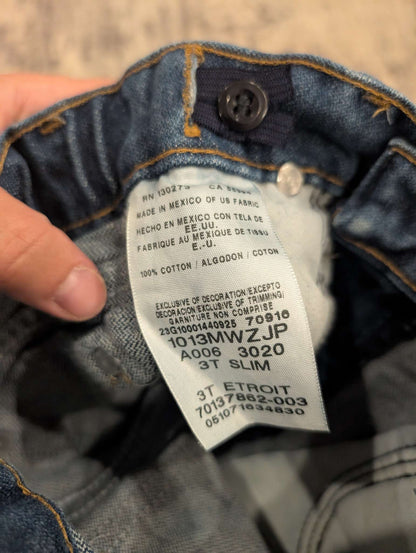 RN 130273 CA
MADE IN MEXICO OF US FABRIC
HECHO EN MEXICO CON TELA DE
EE.UU.
FABRIQUE AU MEXIQUE DE TISSU
E.-U.
100% COTTON / ALGODON / COTON
EXCLUSIVE OF DECORATION/EXCEPTO
DECORACION/EXCLUSIVE OF TRIMMING/
GARNITURE NON COMPRISE
23G10001440925 70916
1013MWZJP
A006 3020
3T SLIM
3T ETROIT
70137862-003
051071634830